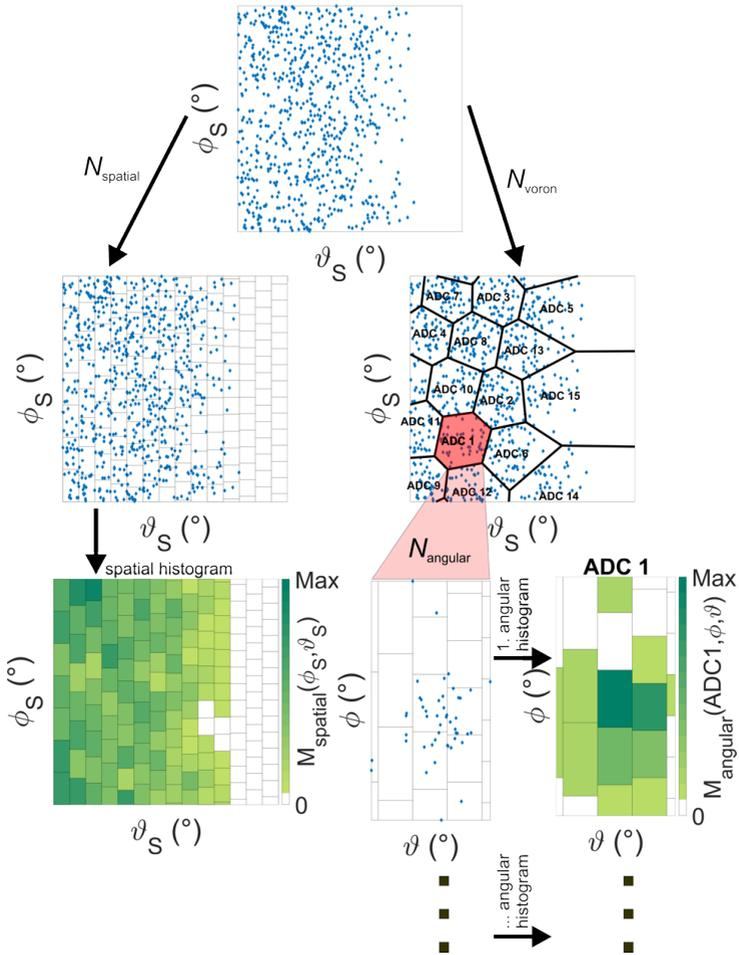 ϕS (°)
ϑS (°)
Nspatial
Nvoron
ϕS (°)
ϑS (°)
ADC 7
ADC 3
ADC 5
ADC 4
ADC 8
ADC 13
ADC 10
ADC 2
ADC 15
ADC 11
ADC 1
ADC 6
ADC 9
ADC 12
ADC 14
ϕS (°)
ϑS (°)
spatial histogram
Max
0
Mspatial(ϕS,ϑS)
ϕS (°)
ϑS (°)
Nangular
ϕ (°)
ϑ (°)
1. angular
histogram
ADC 1
Max
0
Mangular(ADC1,ϕ,ϑ)
ϕ (°)
ϑ (°)
... angular
histogram